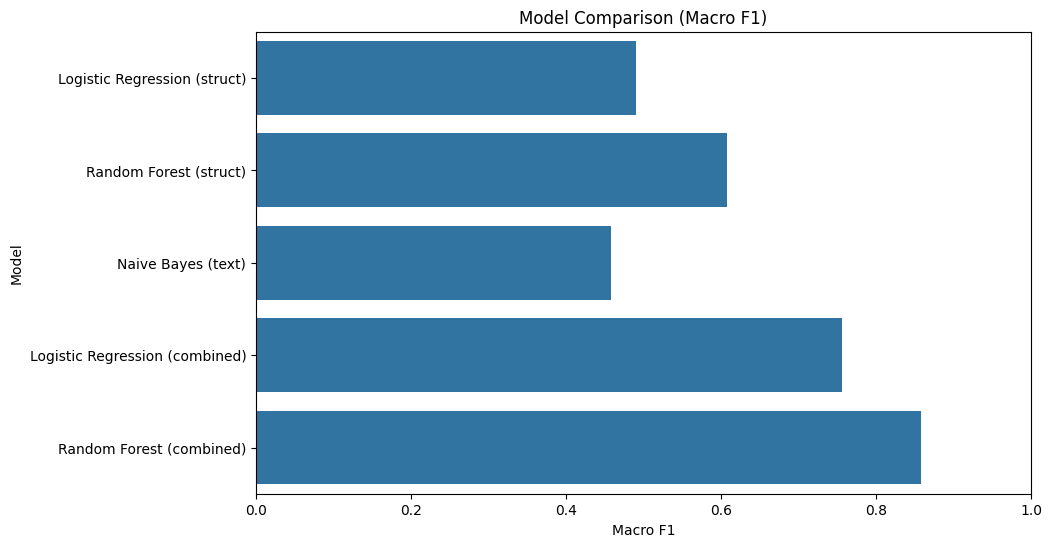 Model Comparison (Macro F1)
Model
Logistic Regression (struct)
Random Forest (struct)
Naive Bayes (text)
Logistic Regression (combined)
Random Forest (combined)
0.0 0.2 0.4 0.6 0.8 1.0
Macro F1